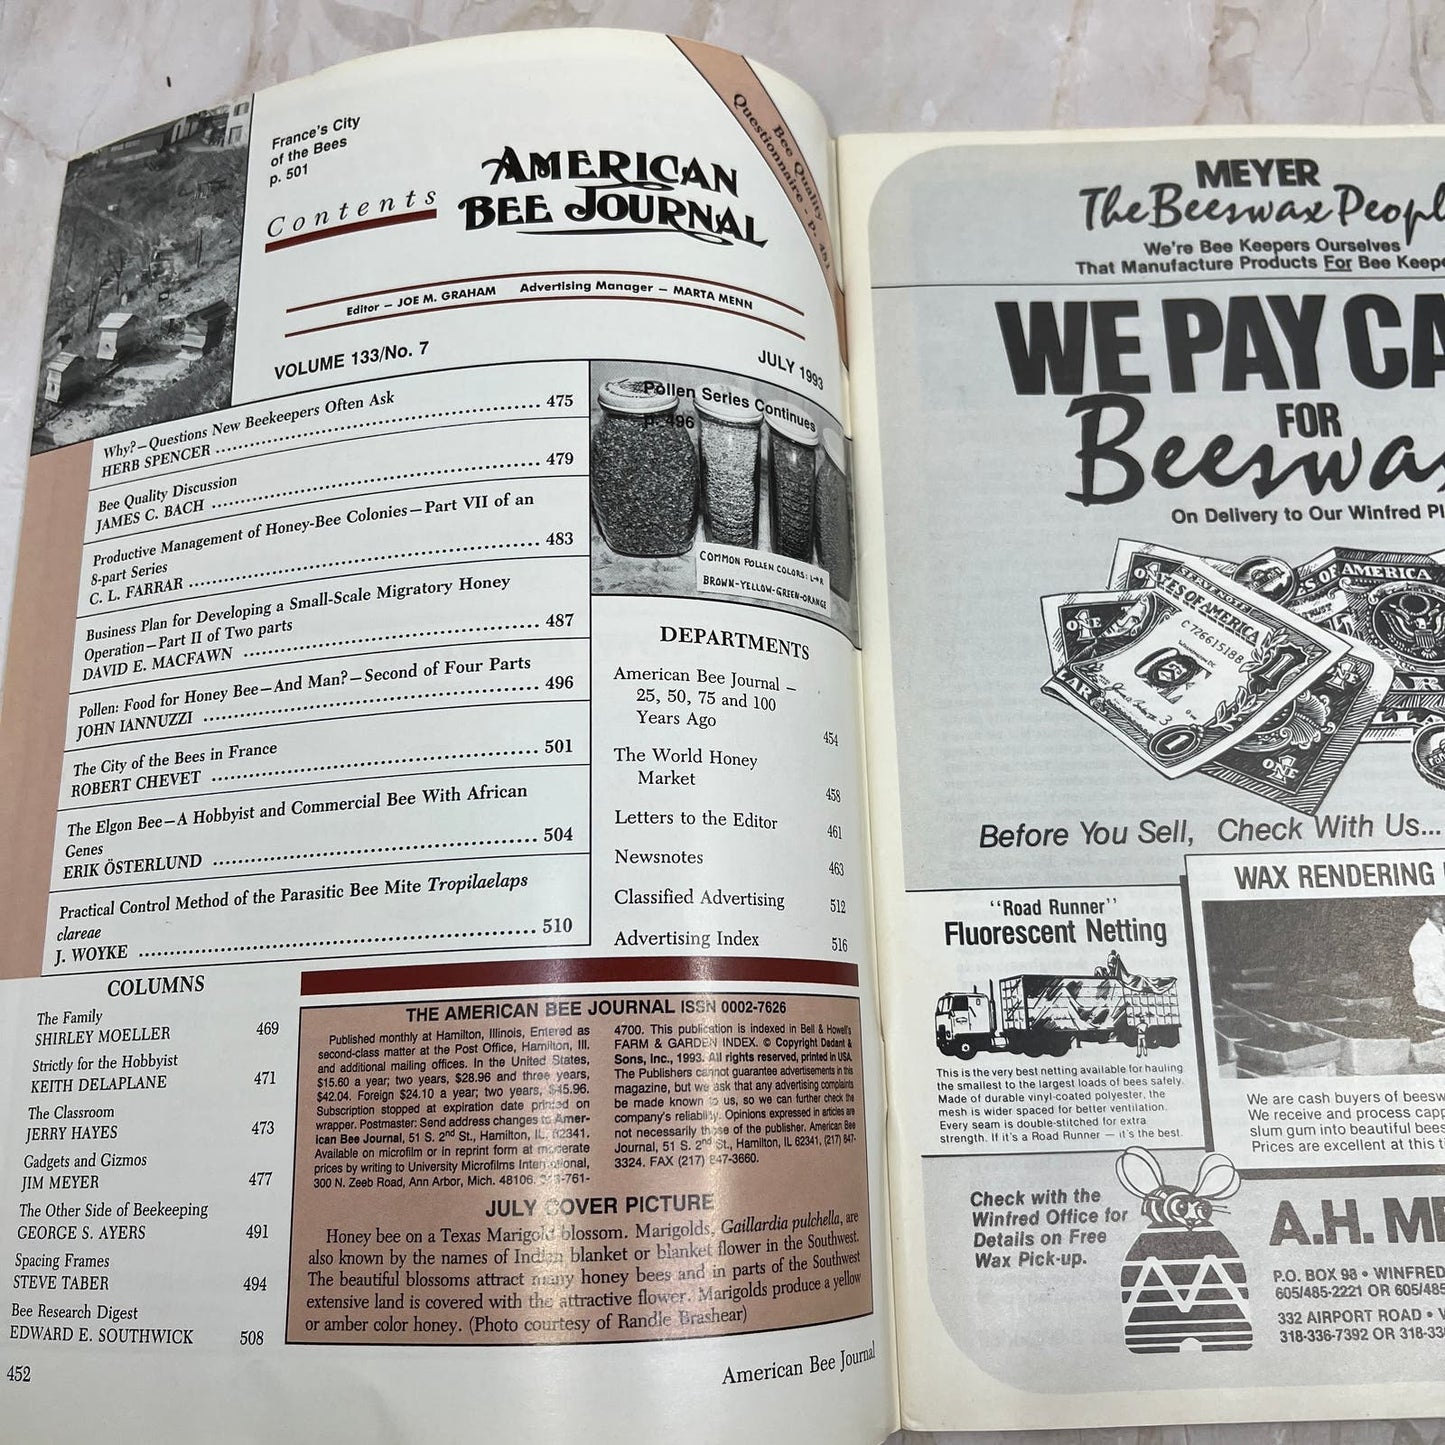 France's City
of the Bees
p. 501
Contents
AMERICAN
BEE JOURNAL
Bee Quality
Questionnaire - p. 481
Editor – JOE M. GRAHAM Advertising Manager – MARTA MENN
VOLUME 133/No. 7
JULY 1993
Why?—Questions New Beekeepers Often Ask
HERB SPENCER 475
Bee Quality Discussion
JAMES C. BACH 479
Productive Management of Honey-Bee Colonies—Part VII of an
8-part Series
C. L. FARRAR 483
Business Plan for Developing a Small-Scale Migratory Honey
Operation—Part II of Two parts
DAVID E. MACFAWN 487
Pollen: Food for Honey Bee—And Man?—Second of Four Parts
JOHN IANNUZZI 496
The City of the Bees in France
ROBERT CHEVET 501
The Elgon Bee—A Hobbyist and Commercial Bee With African
Genes
ERIK ÖSTERLUND 504
Practical Control Method of the Parasitic Bee Mite Tropilaelaps
clareae
J. WOYKE 510
Pollen Series Continues
p. 496
COMMON POLLEN COLORS: L→R
BROWN-YELLOW-GREEN-ORANGE
DEPARTMENTS
American Bee Journal –
25, 50, 75 and 100
Years Ago 454
The World Honey
Market 458
Letters to the Editor 461
Newsnotes 463
Classified Advertising 512
Advertising Index 516
COLUMNS
The Family
SHIRLEY MOELLER 469
Strictly for the Hobbyist
KEITH DELAPLANE 471
The Classroom
JERRY HAYES 473
Gadgets and Gizmos
JIM MEYER 477
The Other Side of Beekeeping
GEORGE S. AYERS 491
Spacing Frames
STEVE TABER 494
Bee Research Digest
EDWARD E. SOUTHWICK 508
THE AMERICAN BEE JOURNAL ISSN 0002-7626
Published monthly at Hamilton, Illinois, Entered as
second-class matter at the Post Office, Hamilton, Ill.
and additional mailing offices. In the United States,
$15.60 a year; two years, $28.96 and three years,
$42.04. Foreign $24.10 a year; two years, $45.96.
Subscription stopped at expiration date printed on
wrapper. Postmaster: Send address changes to Amer-
ican Bee Journal, 51 S. 2nd St., Hamilton, IL 62341.
Available on microfilm or in reprint form at moderate
prices by writing to University Microfilms International,
300 N. Zeeb Road, Ann Arbor, Mich. 48106. 313-761-
4700. This publication is indexed in Bell & Howell's
FARM & GARDEN INDEX. © Copyright Dadant &
Sons, Inc., 1993. All rights reserved, printed in USA.
The Publishers cannot guarantee advertisements in this
magazine, but we ask that any advertising complaints
be made known to us, so we can further check the
company's reliability. Opinions expressed in articles are
not necessarily those of the publisher. American Bee
Journal, 51 S. 2nd St., Hamilton, IL 62341. (217) 847-
3324. FAX (217) 847-3660.
JULY COVER PICTURE
Honey bee on a Texas Marigold blossom. Marigolds, Gaillardia pulchella, are
also known by the names of Indian blanket or blanket flower in the Southwest.
The beautiful blossoms attract many honey bees and in parts of the Southwest
extensive land is covered with the attractive flower. Marigolds produce a yellow
or amber color honey. (Photo courtesy of Randle Brashear)
452
American Bee Journal
MEYER
The Beeswax Peopl
We're Bee Keepers Ourselves
That Manufacture Products For Bee Keepe
WE PAY CA
FOR
Beeswa
On Delivery to Our Winfred Pl
ONE
C 72661518B
OF AMERICA
ONE
Before You Sell, Check With Us...
"Road Runner"
Fluorescent Netting
This is the very best netting available for hauling
the smallest to the largest loads of bees safely.
Made of durable vinyl-coated polyester, the
mesh is wider spaced for better ventilation.
Every seam is double-stitched for extra
strength. If it's a Road Runner — it's the best.
WAX RENDERING
We are cash buyers of beesw
We receive and process capp
slum gum into beautiful bees
Prices are excellent at this t
Check with the
Winfred Office for
Details on Free
Wax Pick-up.
A.H. ME
P.O. BOX 98 • WINFRED
605/485-2221 OR 605/485
332 AIRPORT ROAD •
318-336-7392 OR 318-33